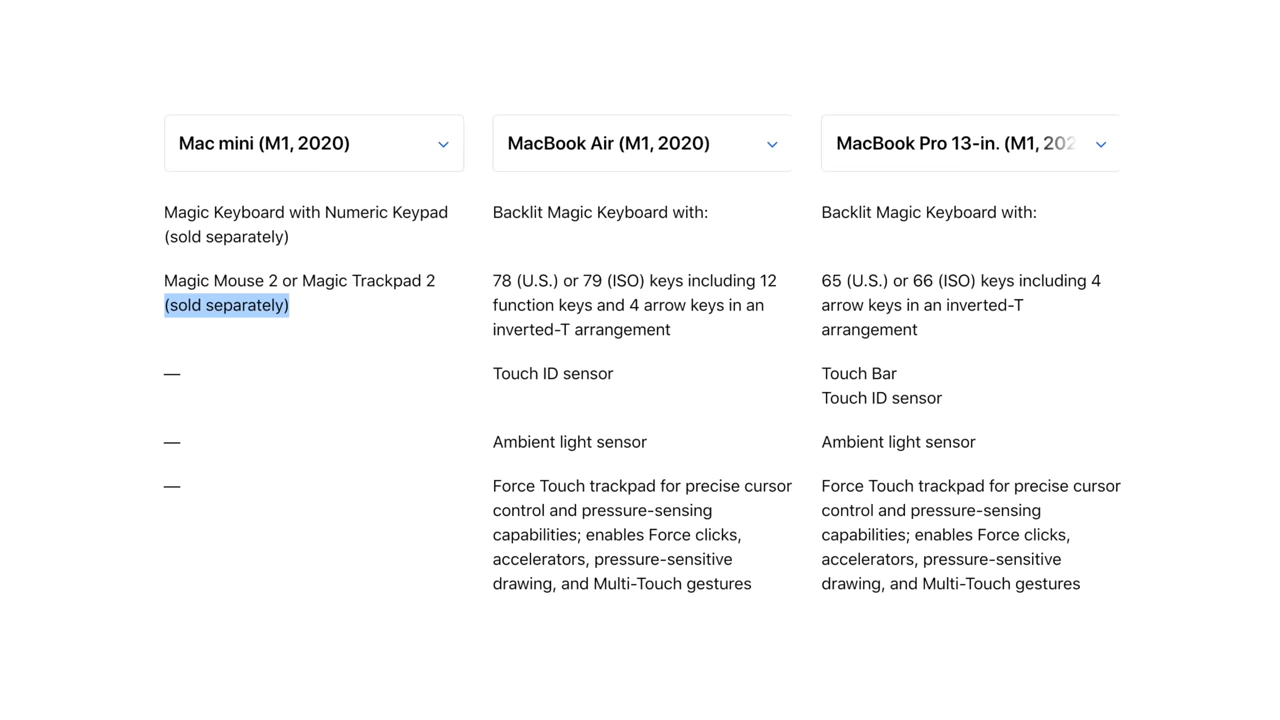 Mac mini (M1, 2020)
MacBook Air (M1, 2020)
MacBook Pro 13-in. (M1, 202
Magic Keyboard with Numeric Keypad
(sold separately)
Backlit Magic Keyboard with:
Backlit Magic Keyboard with:
Magic Mouse 2 or Magic Trackpad 2
(sold separately)
78 (U.S.) or 79 (ISO) keys including 12
function keys and 4 arrow keys in an
inverted-T arrangement
65 (U.S.) or 66 (ISO) keys including 4
arrow keys in an inverted-T
arrangement
—
Touch ID sensor
Touch Bar
Touch ID sensor
—
Ambient light sensor
Ambient light sensor
—
Force Touch trackpad for precise cursor
control and pressure-sensing
capabilities; enables Force clicks,
accelerators, pressure-sensitive
drawing, and Multi-Touch gestures
Force Touch trackpad for precise cursor
control and pressure-sensing
capabilities; enables Force clicks,
accelerators, pressure-sensitive
drawing, and Multi-Touch gestures